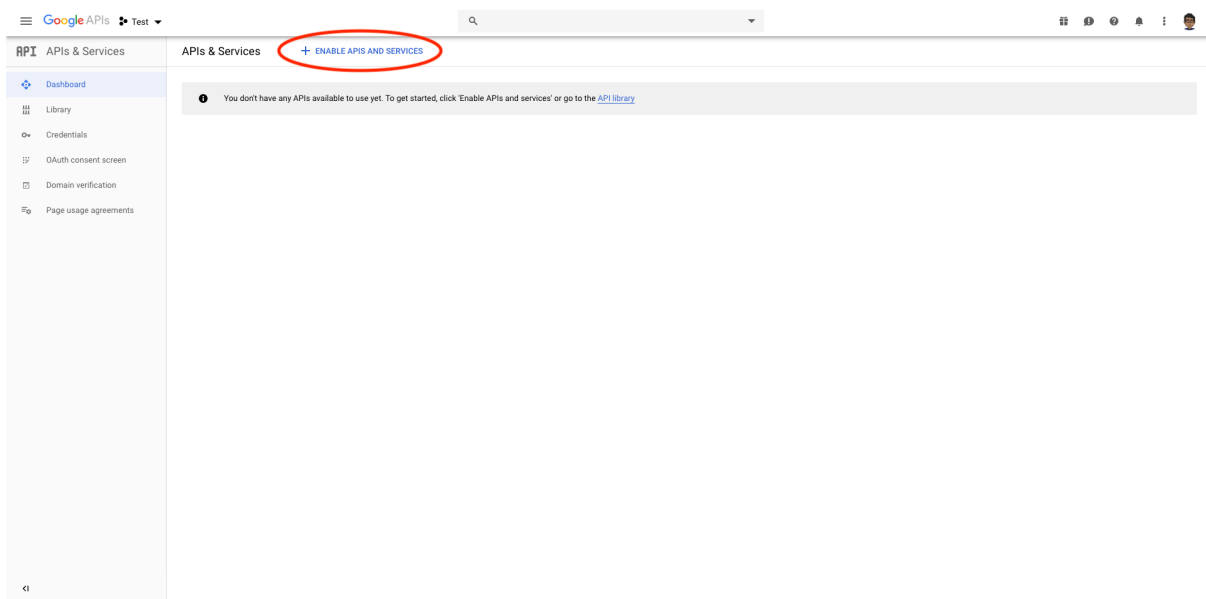 Google APIs Test
API APIs & Services
APIs & Services + ENABLE APIS AND SERVICES
Dashboard
You don't have any APIs available to use yet. To get started, click 'Enable APIs and services' or go to the API library
Library
Credentials
OAuth consent screen
Domain verification
Page usage agreements